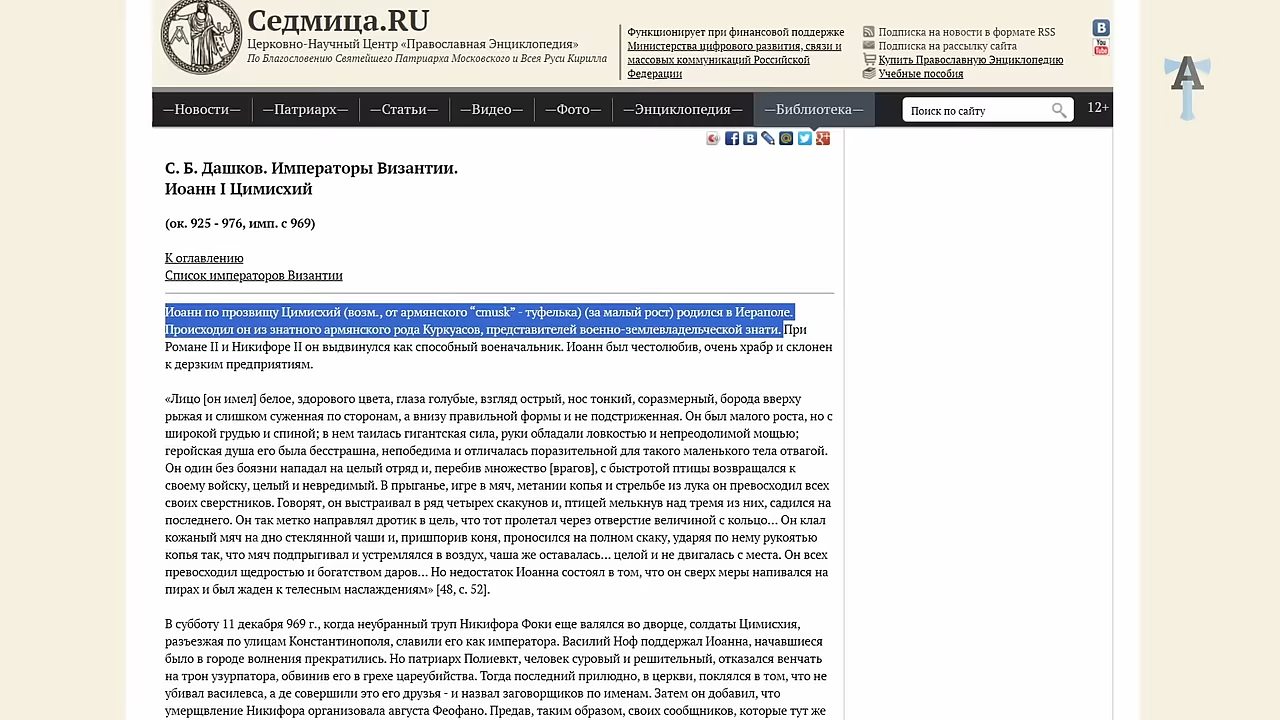 Седмица.RU
Церковно-Научный Центр «Православная Энциклопедия»
По Благословению Святейшего Патриарха Московского и Всея Руси Кирилла
Функционирует при финансовой поддержке
Министерства цифрового развития, связи и
массовых коммуникаций Российской
Федерации
Подписка на новости в формате RSS
Подписка на рассылку сайта
Купить Православную Энциклопедию
Учебные пособия
B
You
Tube
A
—Новости— —Патриарх— —Статьи— —Видео— —Фото— —Энциклопедия— —Библиотека— Поиск по сайту 12+
С. Б. Дашков. Императоры Византии.
Иоанн I Цимисхий
(ок. 925 - 976, имп. с 969)
К оглавлению
Список императоров Византии
Иоанн по прозвищу Цимисхий (возм., от армянского “cmusk” - туфелька) (за малый рост) родился в Иераполе.
Происходил он из знатного армянского рода Куркуасов, представителей военно-землевладельческой знати. При
Романе II и Никифоре II он выдвинулся как способный военачальник. Иоанн был честолюбив, очень храбр и склонен
к дерзким предприятиям.
«Лицо [он имел] белое, здорового цвета, глаза голубые, взгляд острый, нос тонкий, соразмерный, борода вверху
рыжая и слишком суженная по сторонам, а внизу правильной формы и не подстриженная. Он был малого роста, но с
широкой грудью и спиной; в нем таилась гигантская сила, руки обладали ловкостью и непреодолимой мощью;
геройская душа его была бесстрашна, непобедима и отличалась поразительной для такого маленького тела отвагой.
Он один без боязни нападал на целый отряд и, перебив множество [врагов], с быстротой птицы возвращался к
своему войску, целый и невредимый. В прыганье, игре в мяч, метании копья и стрельбе из лука он превосходил всех
своих сверстников. Говорят, он выстраивал в ряд четырех скакунов и, птицей мелькнув над тремя из них, садился на
последнего. Он так метко направлял дротик в цель, что тот пролетал через отверстие величиной с кольцо... Он клал
кожаный мяч на дно стеклянной чаши и, пришпорив коня, проносился на полном скаку, ударяя по нему рукоятью
копья так, что мяч подпрыгивал и устремлялся в воздух, чаша же оставалась... целой и не двигалась с места. Он всех
превосходил щедростью и богатством даров... Но недостаток Иоанна состоял в том, что он сверх меры напивался на
пирах и был жаден к телесным наслаждениям» [48, с. 52].
В субботу 11 декабря 969 г., когда неубранный труп Никифора Фоки еще валялся во дворце, солдаты Цимисхия,
разъезжая по улицам Константинополя, славили его как императора. Василий Ноф поддержал Иоанна, начавшиеся
было в городе волнения прекратились. Но патриарх Полиевкт, человек суровый и решительный, отказался венчать
на трон узурпатора, обвинив его в грехе цареубийства. Тогда последний прилюдно, в церкви, поклялся в том, что не
убивал василевса, а де совершили это его друзья - и назвал заговорщиков по именам. Затем он добавил, что
умерщвление Никифора организовала августа Феофано. Предав, таким образом, своих сообщников, которые тут же